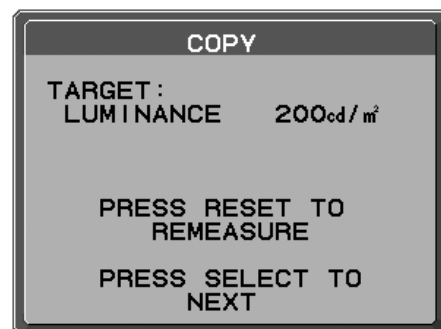 COPY
TARGET:
LUMINANCE 200cd/㎡
PRESS RESET TO
REMEASURE
PRESS SELECT TO
NEXT